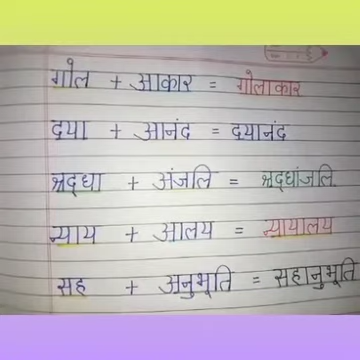 गोल + आकार = गोलाकार
दया + आनंद = दयानंद
श्रद्धा + अंजलि = श्रद्धांजलि.
न्याय + आलय = न्यायालय
सह + अनुभूति = सहानुभूति